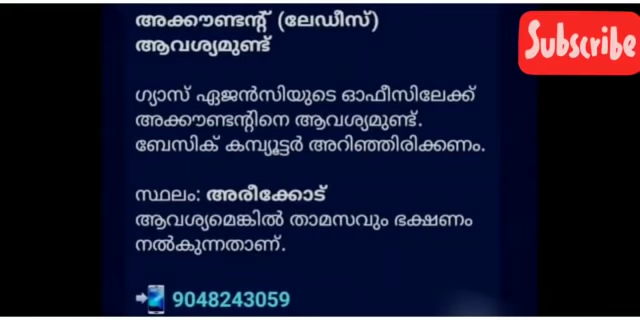 അക്കൗണ്ടന്റ് (ലേഡീസ്)
ആവശ്യമുണ്ട്
Subscribe
ഗ്യാസ് ഏജൻസിയുടെ ഓഫീസിലേക്ക്
അക്കൗണ്ടന്റിനെ ആവശ്യമുണ്ട്.
ബേസിക് കമ്പ്യൂട്ടർ അറിഞ്ഞിരിക്കണം.
സ്ഥലം: അരീക്കോട്
ആവശ്യമെങ്കിൽ താമസവും ഭക്ഷണം
നൽകുന്നതാണ്.
9048243059